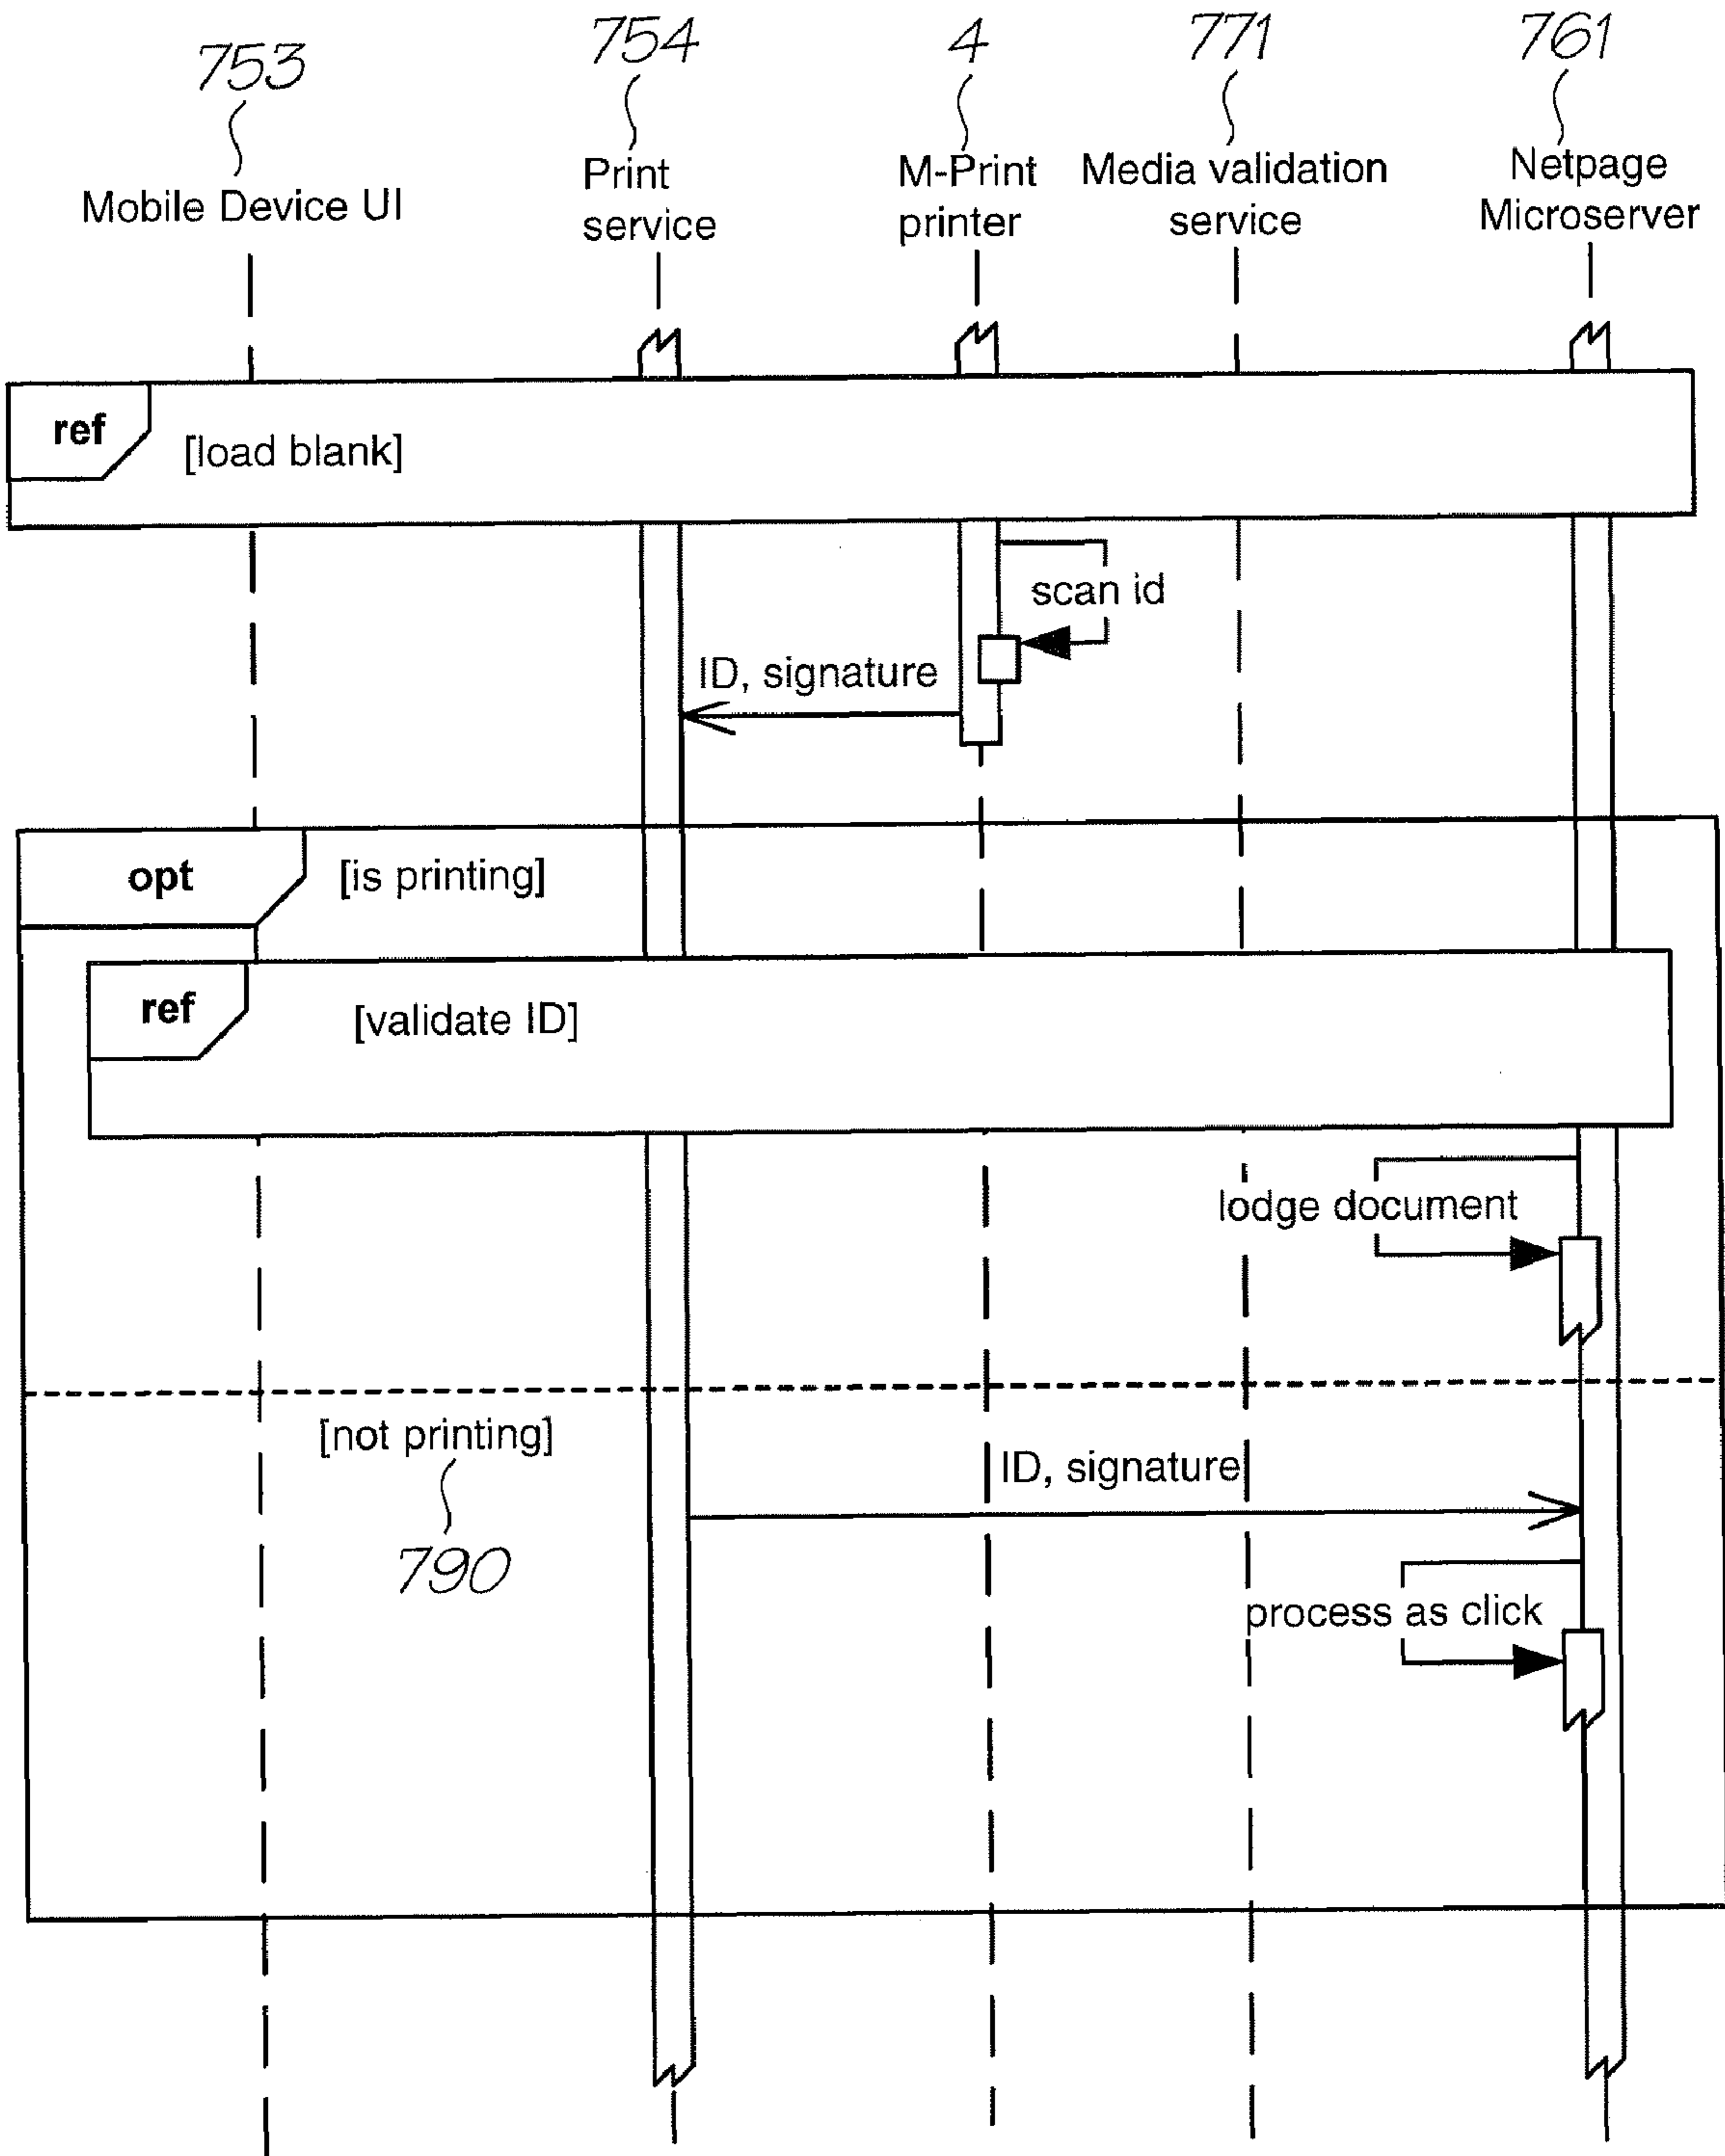 753
754
4
771
761
Mobile Device UI
Print
service
M-Print
printer
Media validation
service
Netpage
Microserver
ref
[load blank]
scan id
ID, signature
opt
[is printing]
ref
[validate ID]
lodge document
[not printing]
790
ID, signature
process as click